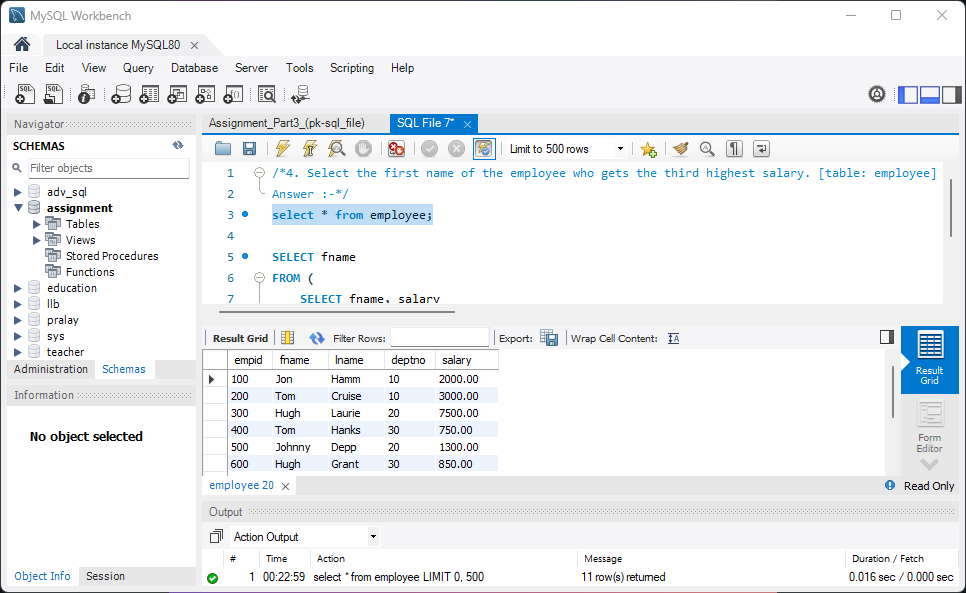 MySQL Workbench
Local instance MySQL80
File Edit View Query Database Server Tools Scripting Help
Navigator
SCHEMAS
Filter objects
adv_sql
assignment
Tables
Views
Stored Procedures
Functions
education
llb
pralay
sys
teacher
Administration Schemas
Information
No object selected
Object Info Session
Assignment_Part3_(pk-sql_file) SQL File 7*
Limit to 500 rows
1 /*4. Select the first name of the employee who gets the third highest salary. [table: employee]
2 Answer :-*/
3 select * from employee;
4
5 SELECT fname
6 FROM (
7 SELECT fname, salary
Result Grid Filter Rows: Export: Wrap Cell Content:
empid fname lname deptno salary
100 Jon Hamm 10 2000.00
200 Tom Cruise 10 3000.00
300 Hugh Laurie 20 7500.00
400 Tom Hanks 30 750.00
500 Johnny Depp 20 1300.00
600 Hugh Grant 30 850.00
Result
Grid
Form
Editor
employee 20
Read Only
Output
Action Output
# Time Action Message Duration / Fetch
1 00:22:59 select * from employee LIMIT 0, 500 11 row(s) returned 0.016 sec / 0.000 sec